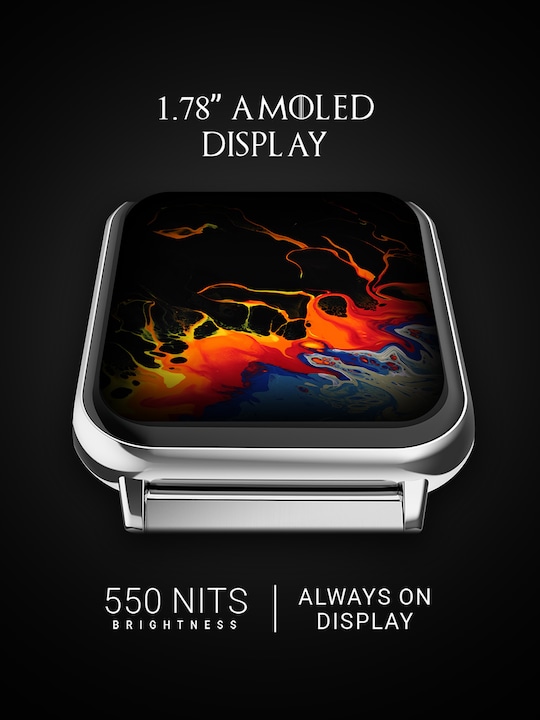 1.78" AMOLED
DISPLAY
550 NITS
BRIGHTNESS
ALWAYS ON
DISPLAY